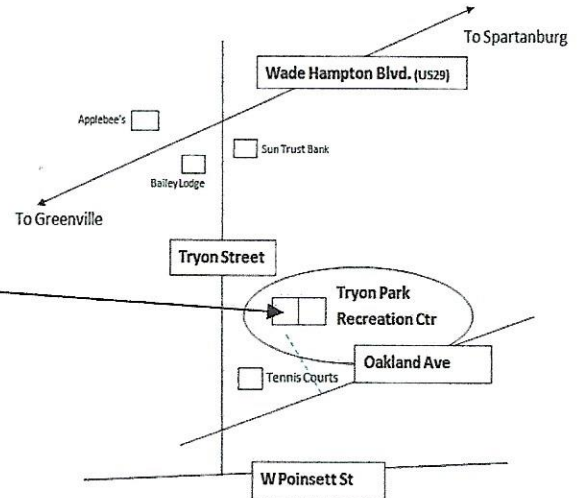 To Spartanburg
Wade Hampton Blvd. (US29)
Applebee's
Sun Trust Bank
Bailey Lodge
To Greenville
Tryon Street
Tryon Park
Recreation Ctr
Oakland Ave
Tennis Courts
W Poinsett St